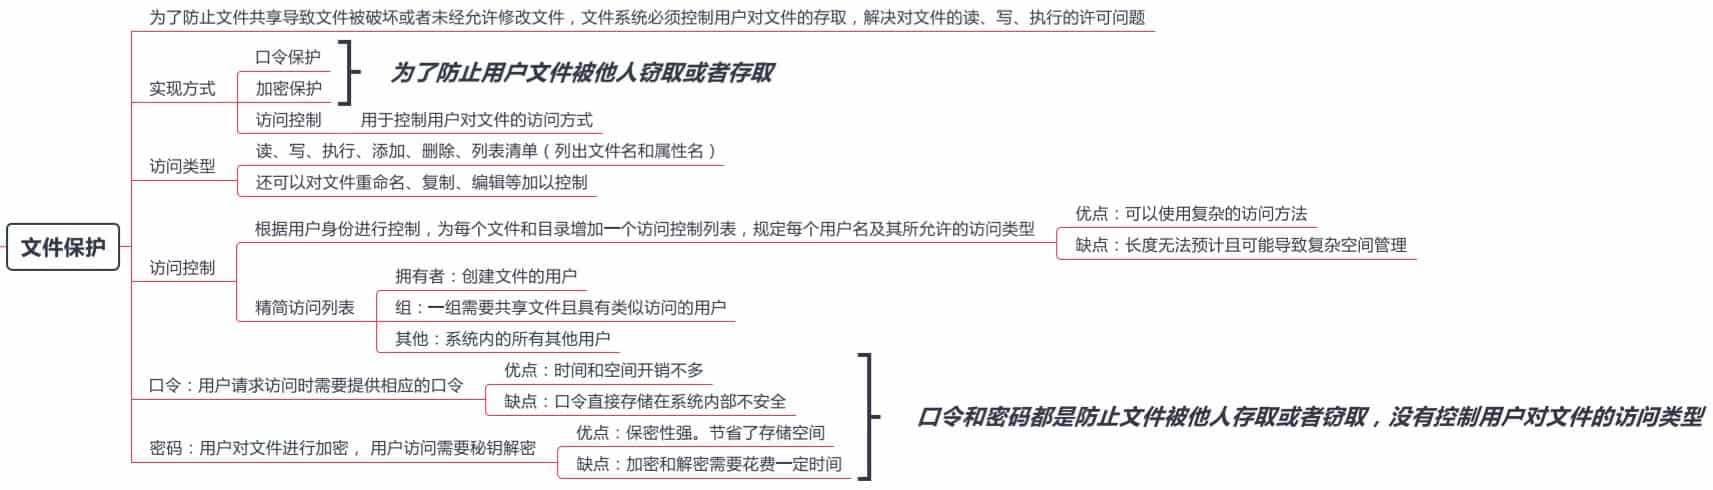 为了防止文件共享导致文件被破坏或者未经允许修改文件，文件系统必须控制用户对文件的存取，解决对文件的读、写、执行的许可问题
口令保护
为了防止用户文件被他人窃取或者存取
实现方式
加密保护
访问控制
用于控制用户对文件的访问方式
读、写、执行、添加、删除、列表清单（列出文件名和属性名）
访问类型
还可以对文件重命名、复制、编辑等加以控制
文件保护
根据用户身份进行控制，为每个文件和目录增加一个访问控制列表，规定每个用户名及其所允许的访问类型
优点：可以使用复杂的访问方法
缺点：长度无法预计且可能导致复杂空间管理
访问控制
精简访问列表
拥有者：创建文件的用户
组：一组需要共享文件且具有类似访问的用户
其他：系统内的所有其他用户
口令：用户请求访问时需要提供相应的口令
优点：时间和空间开销不多
缺点：口令直接存储在系统内部不安全
口令和密码都是防止文件被他人存取或者窃取，没有控制用户对文件的访问类型
密码：用户对文件进行加密， 用户访问需要秘钥解密
优点：保密性强。节省了存储空间
缺点：加密和解密需要花费一定时间